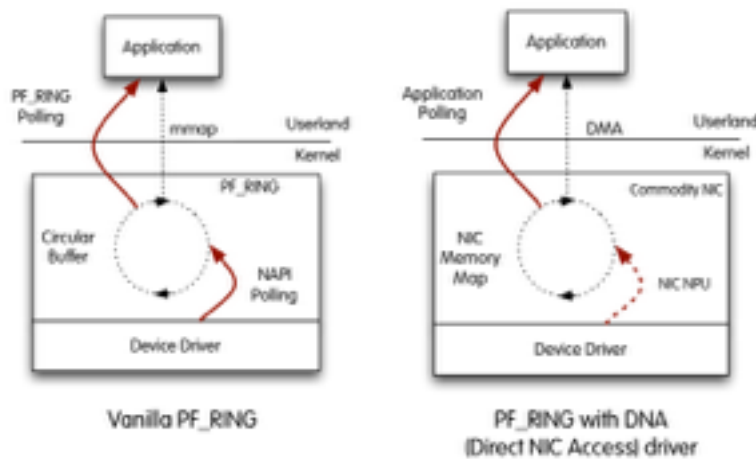 Application
PF_RING
Polling
mmap
Userland
Kernel
PF_RING
Circular
Buffer
NAPI
Polling
Device Driver
Vanilla PF_RING
Application
Application
Polling
DMA
Userland
Kernel
Commodity NIC
NIC
Memory
Map
NIC NPU
Device Driver
PF_RING with DNA
(Direct NIC Access) driver